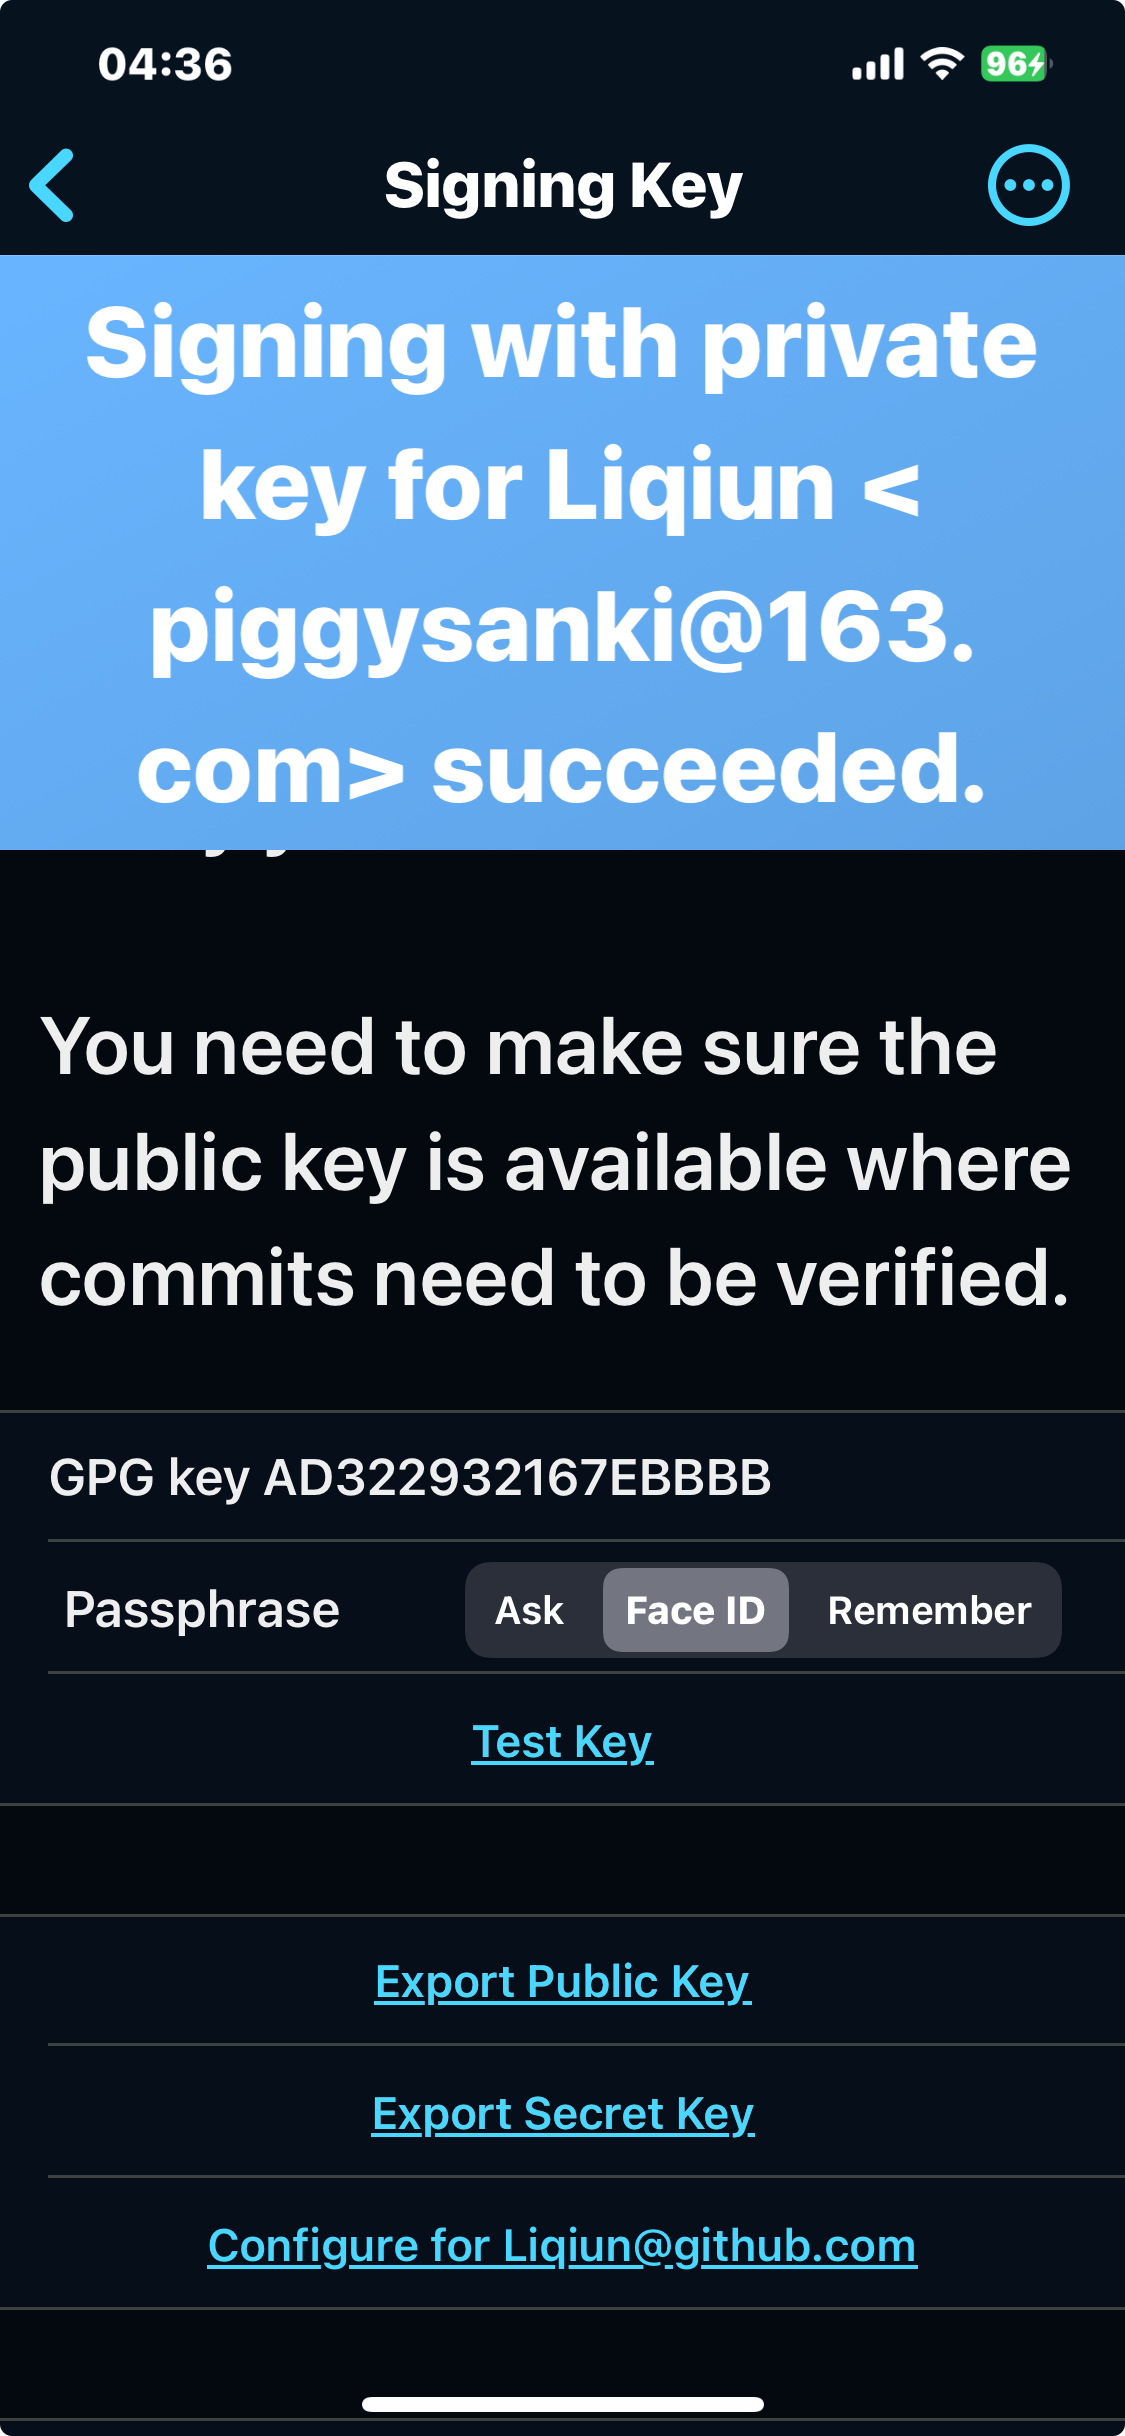 04:36
96
Signing Key
Signing with private
key for Liqiun <
piggysanki@163.
com> succeeded.
You need to make sure the
public key is available where
commits need to be verified.
GPG key AD322932167EBBBB
Passphrase Ask Face ID Remember
Test Key
Export Public Key
Export Secret Key
Configure for Liqiun@github.com